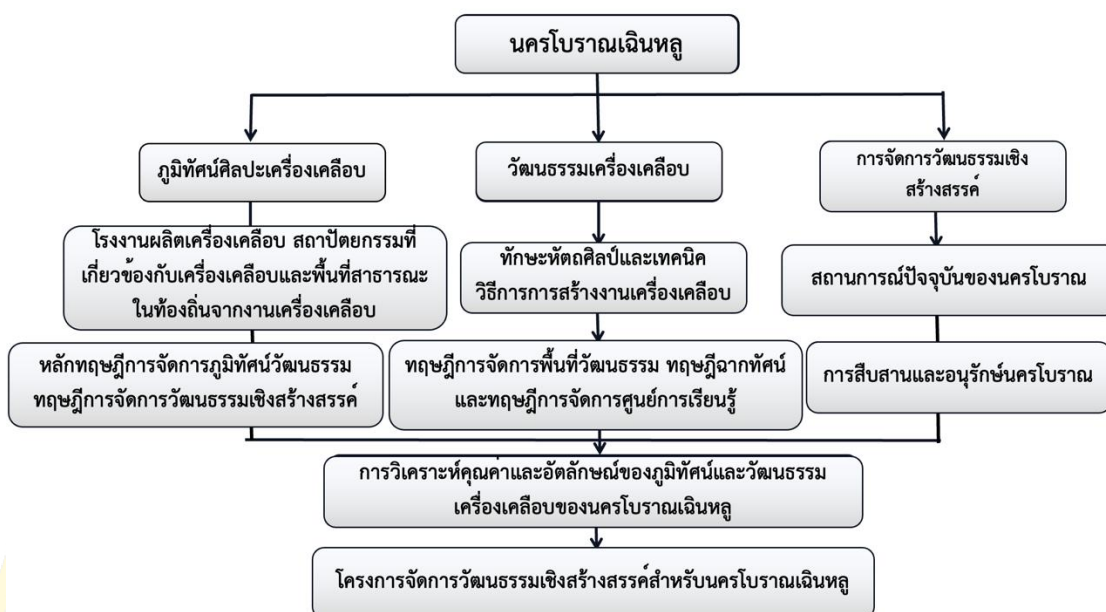 นครโบราณเฉินหลู
ภูมิทัศน์ศิลปะเครื่องเคลือบ
วัฒนธรรมเครื่องเคลือบ
การจัดการวัฒนธรรมเชิง
สร้างสรรค์
โรงงานผลิตเครื่องเคลือบ สถาปัตยกรรมที่
เกี่ยวข้องกับเครื่องเคลือบและพื้นที่สาธารณะ
ในท้องถิ่นจากงานเครื่องเคลือบ
ทักษะหัตถศิลป์และเทคนิค
วิธีการการสร้างงานเครื่องเคลือบ
สถานการณ์ปัจจุบันของนครโบราณ
หลักทฤษฎีการจัดการภูมิทัศน์วัฒนธรรม
ทฤษฎีการจัดการวัฒนธรรมเชิงสร้างสรรค์
ทฤษฎีการจัดการพื้นที่วัฒนธรรม ทฤษฎีฉากทัศน์
และทฤษฎีการจัดการศูนย์การเรียนรู้
การสืบสานและอนุรักษ์นครโบราณ
การวิเคราะห์คุณค่าและอัตลักษณ์ของภูมิทัศน์และวัฒนธรรม
เครื่องเคลือบของนครโบราณเฉินหลู
โครงการจัดการวัฒนธรรมเชิงสร้างสรรค์สำหรับนครโบราณเฉินหลู